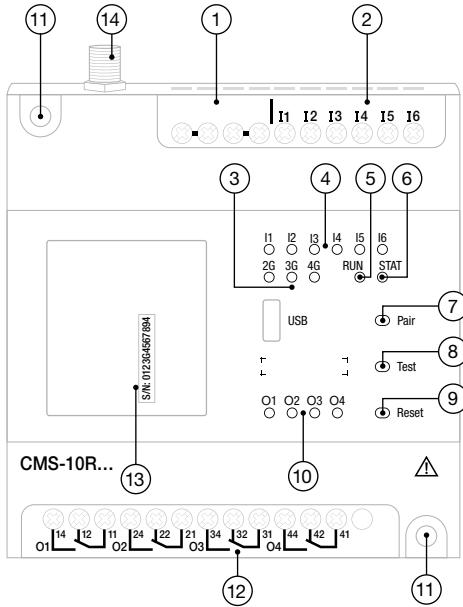 11 14 1 2
I1 I2 I3 I4 I5 I6
3 4 5 6
I1 I2 I3 I4 I5 I6
2G 3G 4G RUN STAT
7
USB Pair
8
Test
S/N: 0123G4567894
9
O1 O2 O3 O4 Reset
10
CMS-10R...
13
14 12 11 24 22 21 34 32 31 44 42 41
O1 O2 O3 O4
12 11